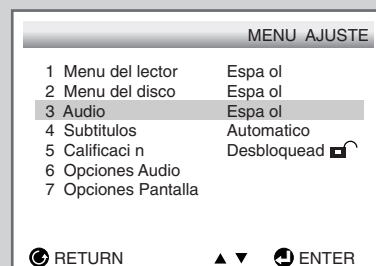 MENU AJUSTE
1 Menu del lector Espa ol
2 Menu del disco Espa ol
3 Audio Espa ol
4 Subtitulos Automatico
5 Calificaci n Desbloquead
6 Opciones Audio
7 Opciones Pantalla
RETURN ▲ ▼ ENTER